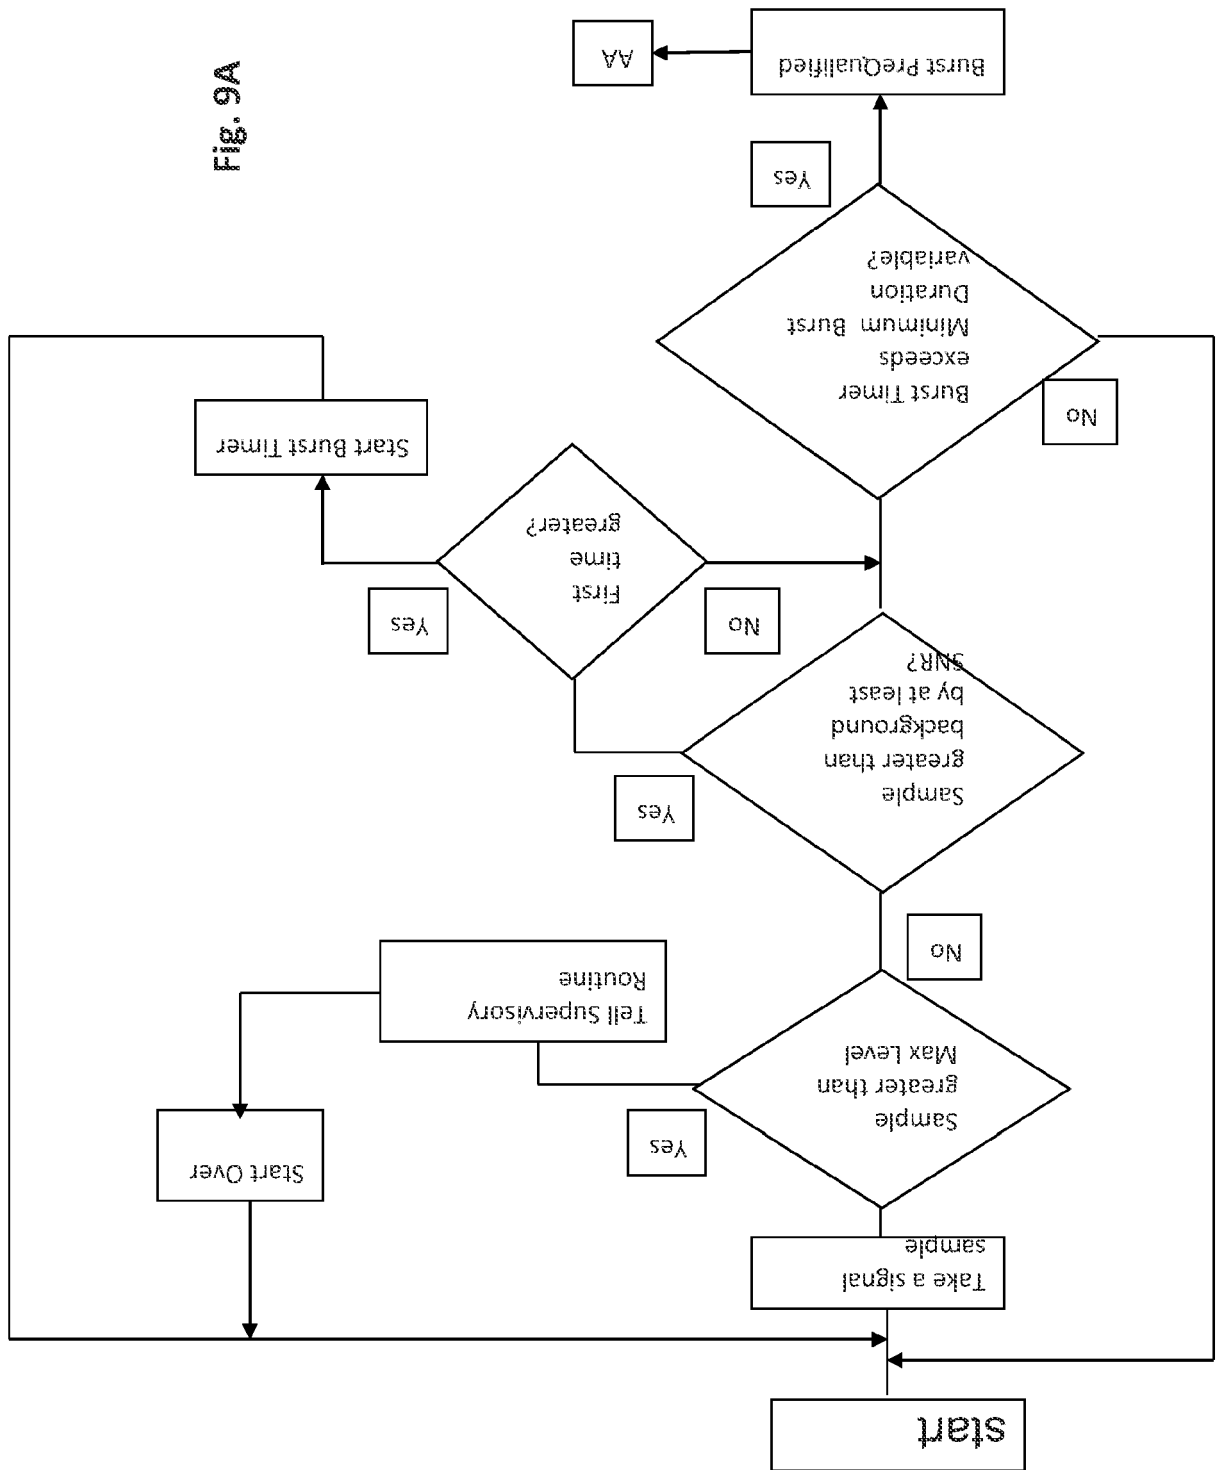 start
Take a signal
sample
Sample
greater than
Max Level
Yes
Start Over
Tell Supervisory
Routine
No
Sample
greater than
background
by at least
SNR?
Yes
First
time
greater?
No
Yes
Start Burst Timer
Burst Timer
exceeds
Minimum Burst
Duration
variable?
No
Yes
Burst PreQualified
AA
Fig. 9A